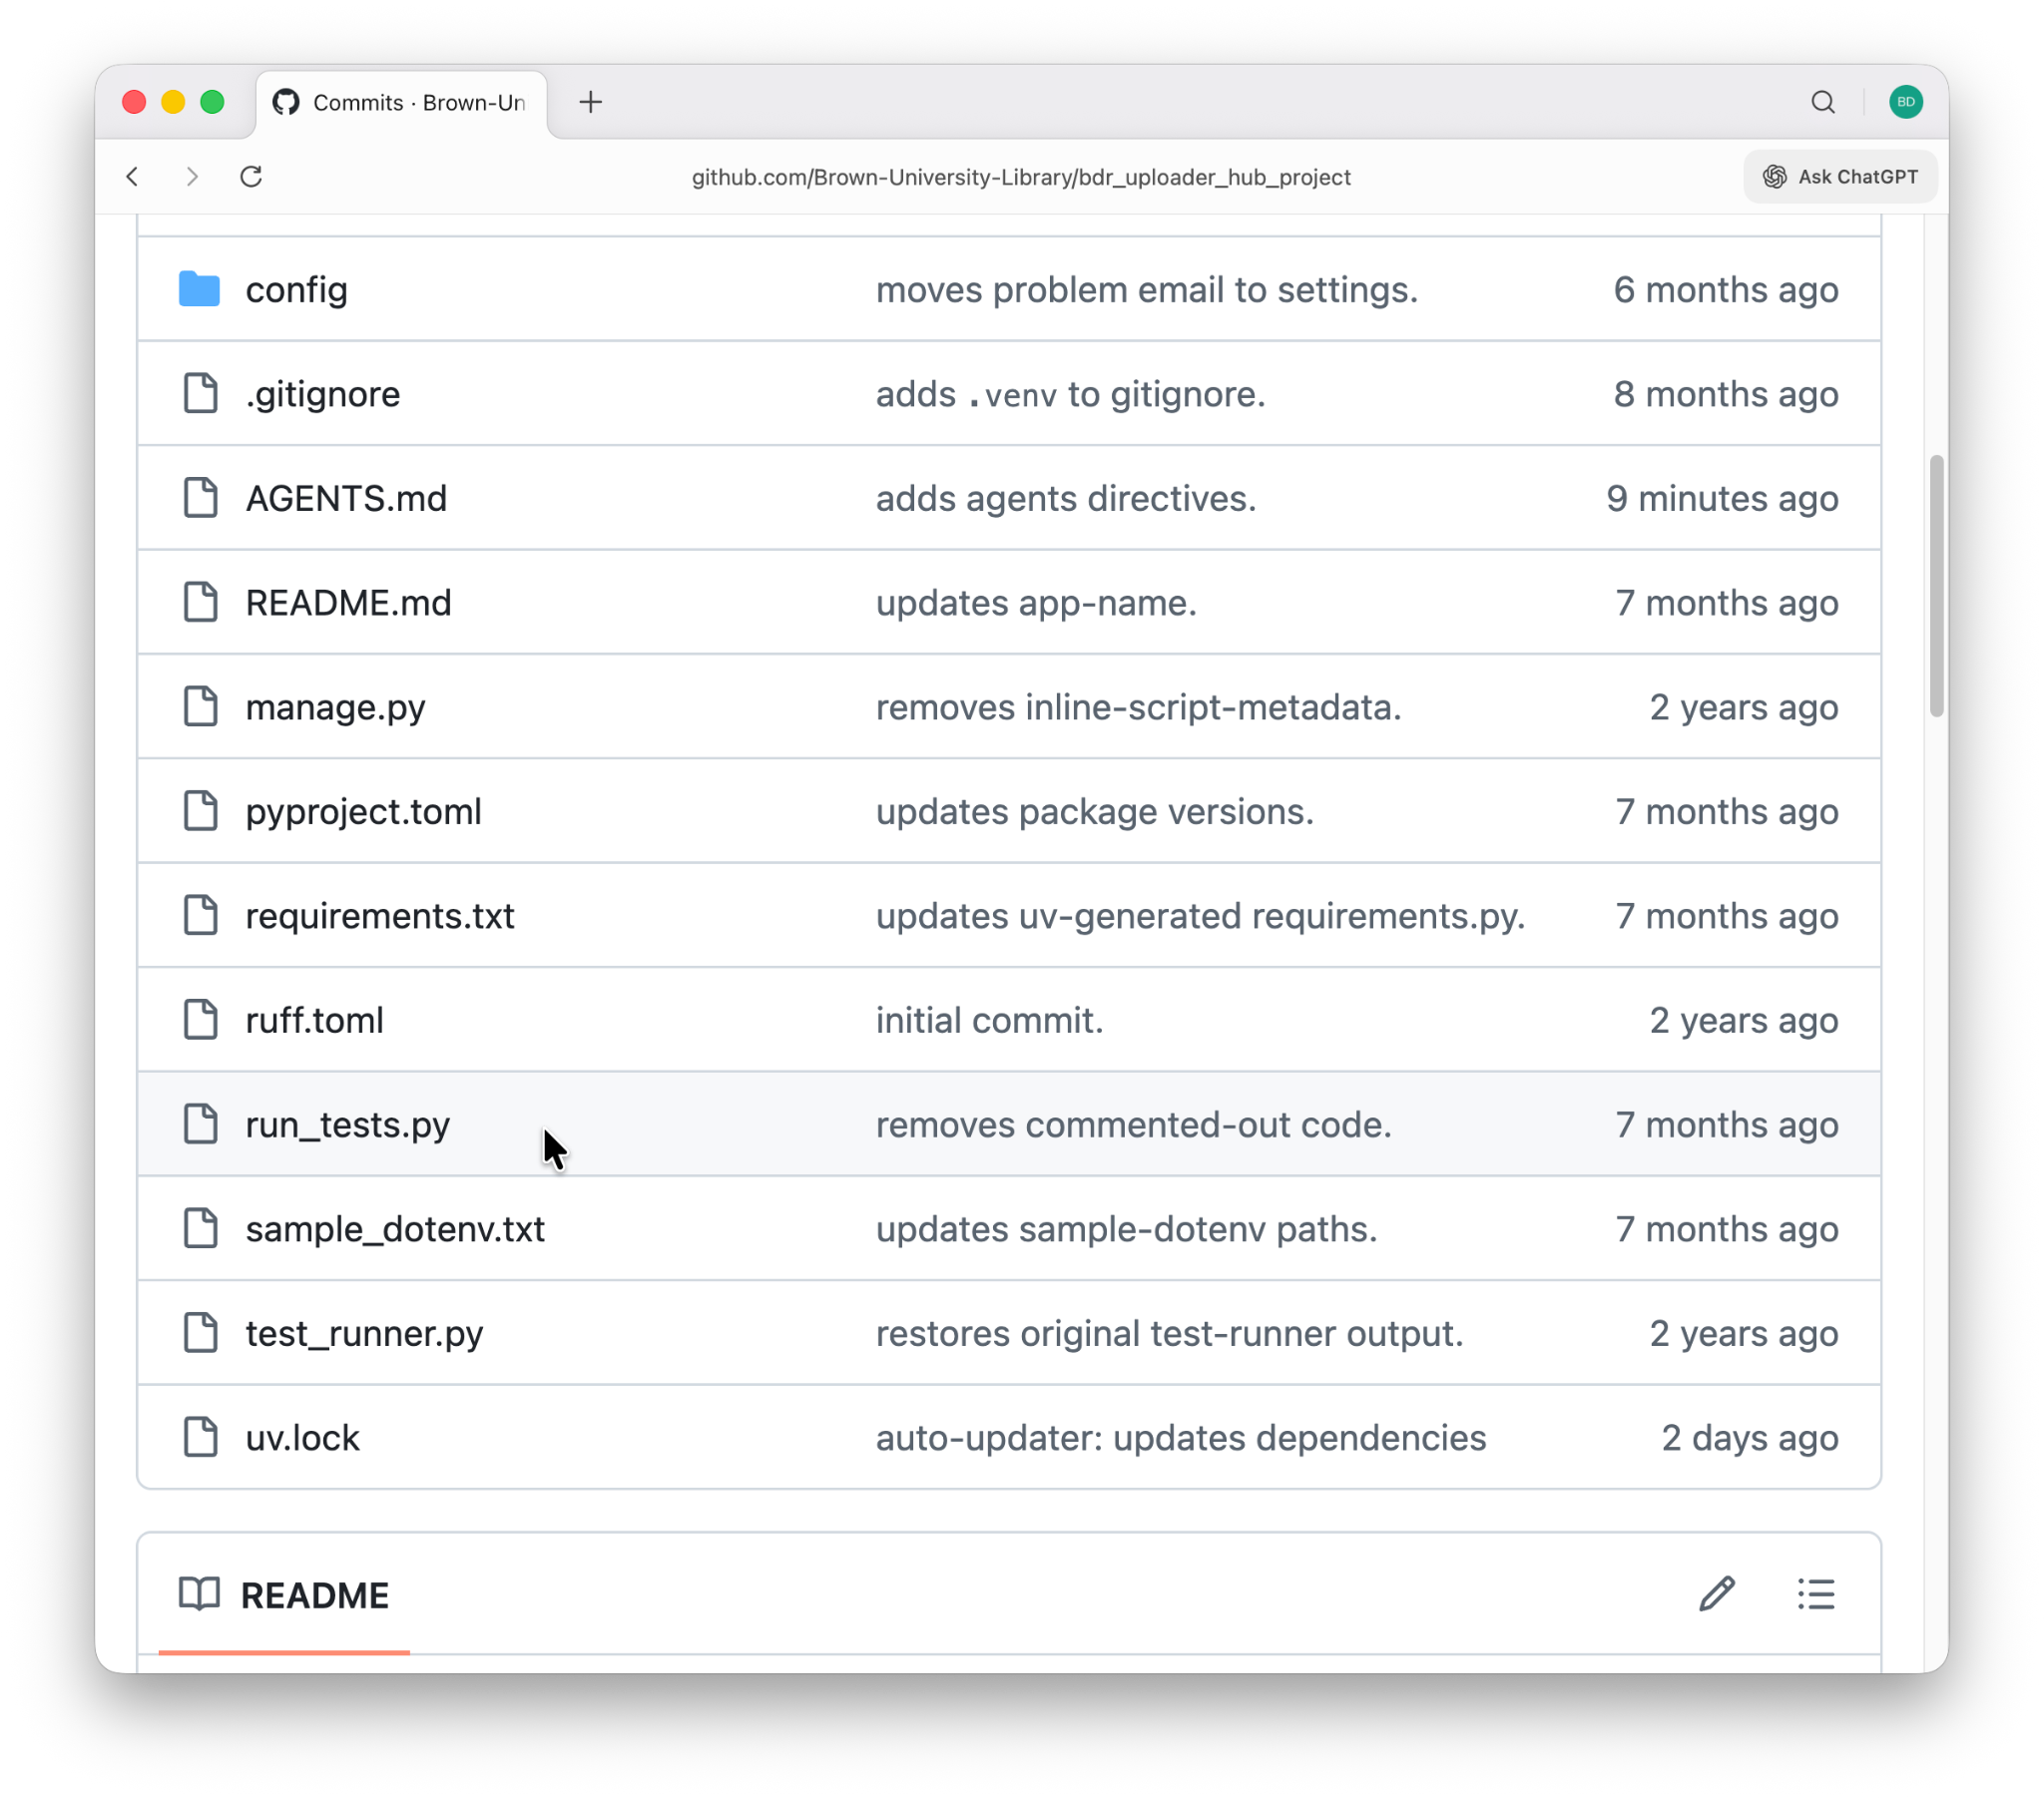 Commits · Brown-Un
BD
github.com/Brown-University-Library/bdr_uploader_hub_project
Ask ChatGPT
config moves problem email to settings. 6 months ago
.gitignore adds .venv to gitignore. 8 months ago
AGENTS.md adds agents directives. 9 minutes ago
README.md updates app-name. 7 months ago
manage.py removes inline-script-metadata. 2 years ago
pyproject.toml updates package versions. 7 months ago
requirements.txt updates uv-generated requirements.py. 7 months ago
ruff.toml initial commit. 2 years ago
run_tests.py removes commented-out code. 7 months ago
sample_dotenv.txt updates sample-dotenv paths. 7 months ago
test_runner.py restores original test-runner output. 2 years ago
uv.lock auto-updater: updates dependencies 2 days ago
README